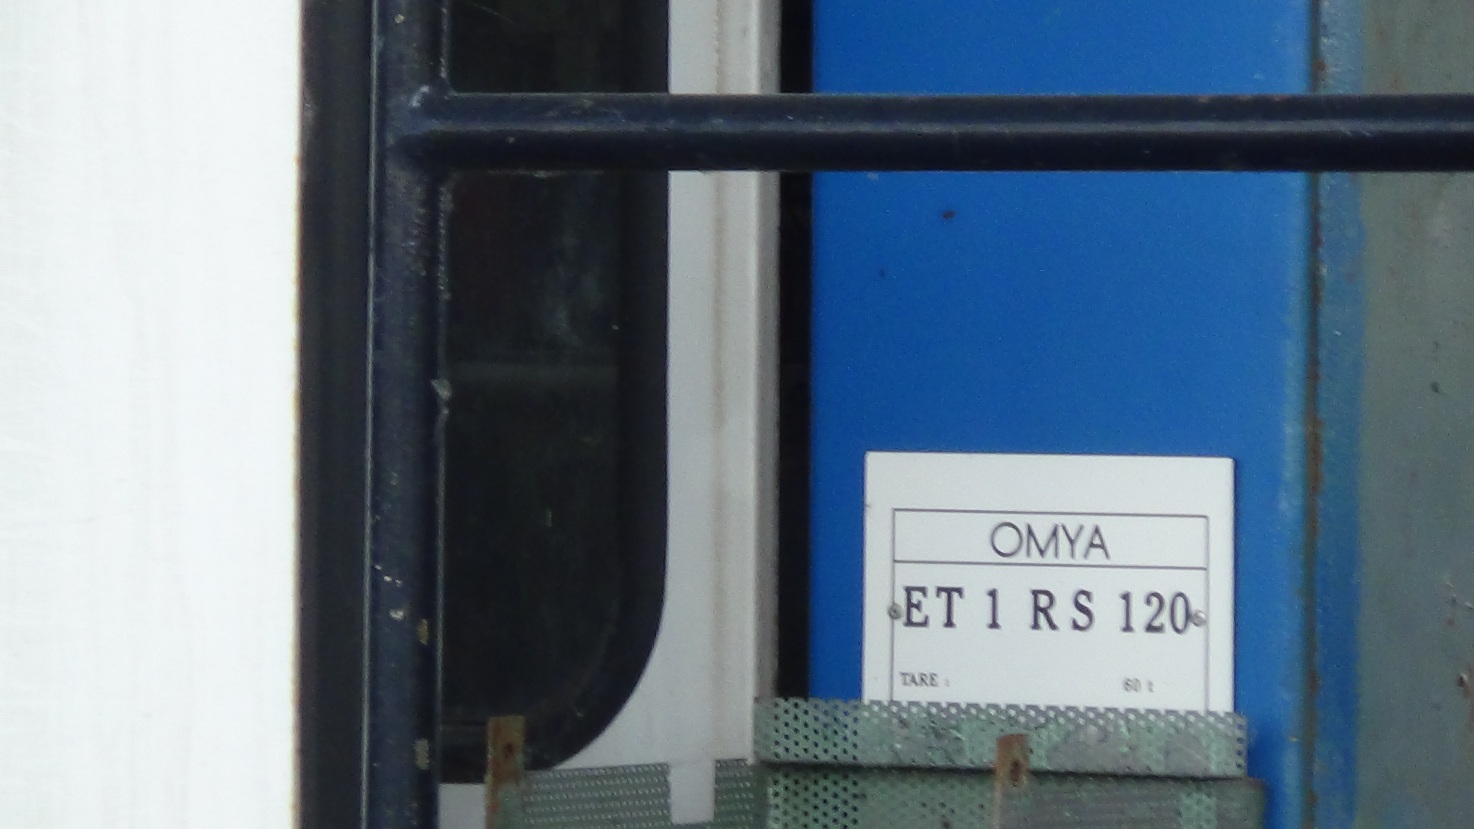 OMYA
ET 1 RS 120
TARE : 60 t